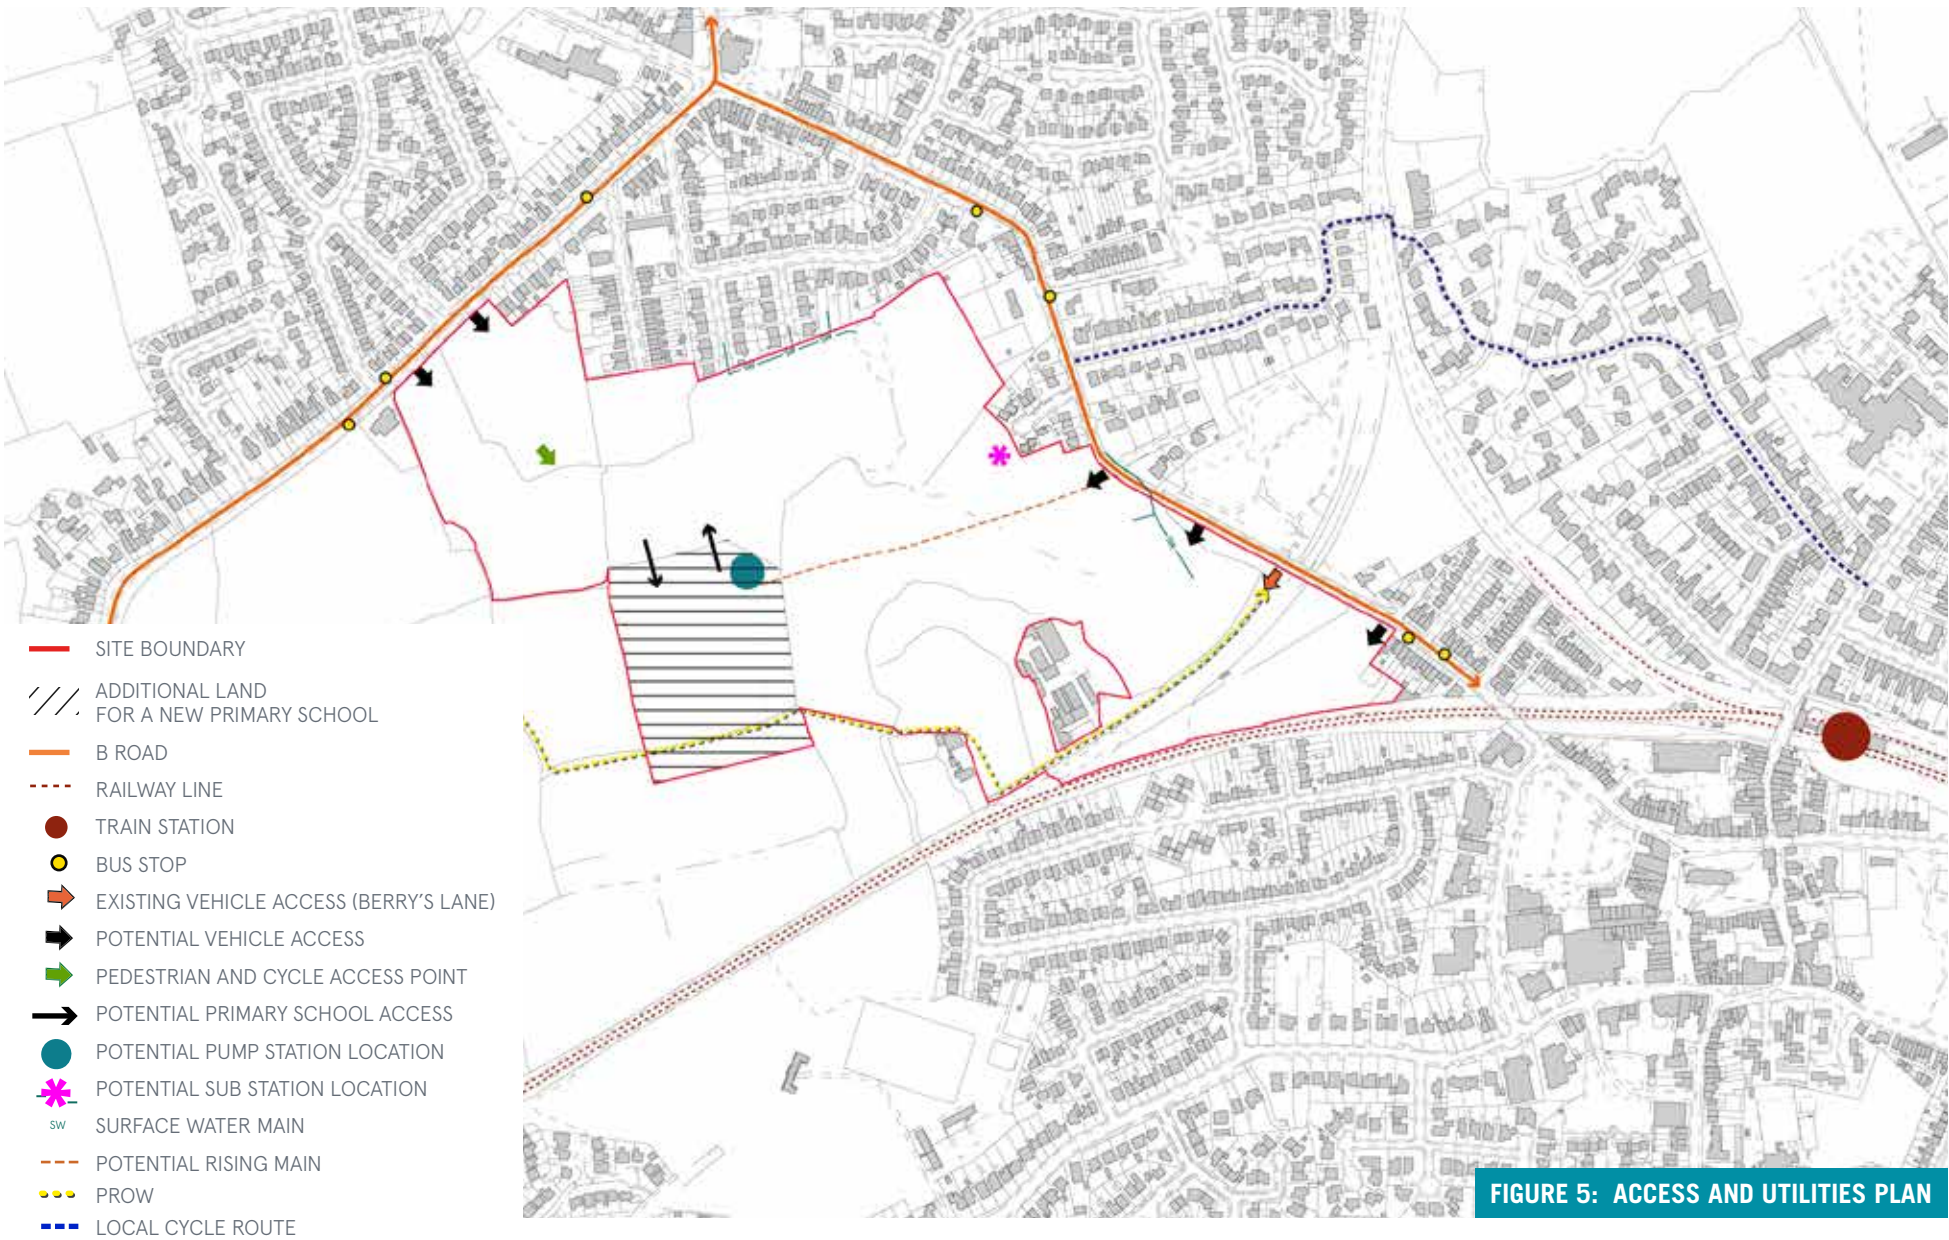 SITE BOUNDARY
ADDITIONAL LAND
FOR A NEW PRIMARY SCHOOL
B ROAD
RAILWAY LINE
TRAIN STATION
BUS STOP
EXISTING VEHICLE ACCESS (BERRY'S LANE)
POTENTIAL VEHICLE ACCESS
PEDESTRIAN AND CYCLE ACCESS POINT
POTENTIAL PRIMARY SCHOOL ACCESS
POTENTIAL PUMP STATION LOCATION
POTENTIAL SUB STATION LOCATION
SW SURFACE WATER MAIN
POTENTIAL RISING MAIN
PROW
LOCAL CYCLE ROUTE
FIGURE 5: ACCESS AND UTILITIES PLAN